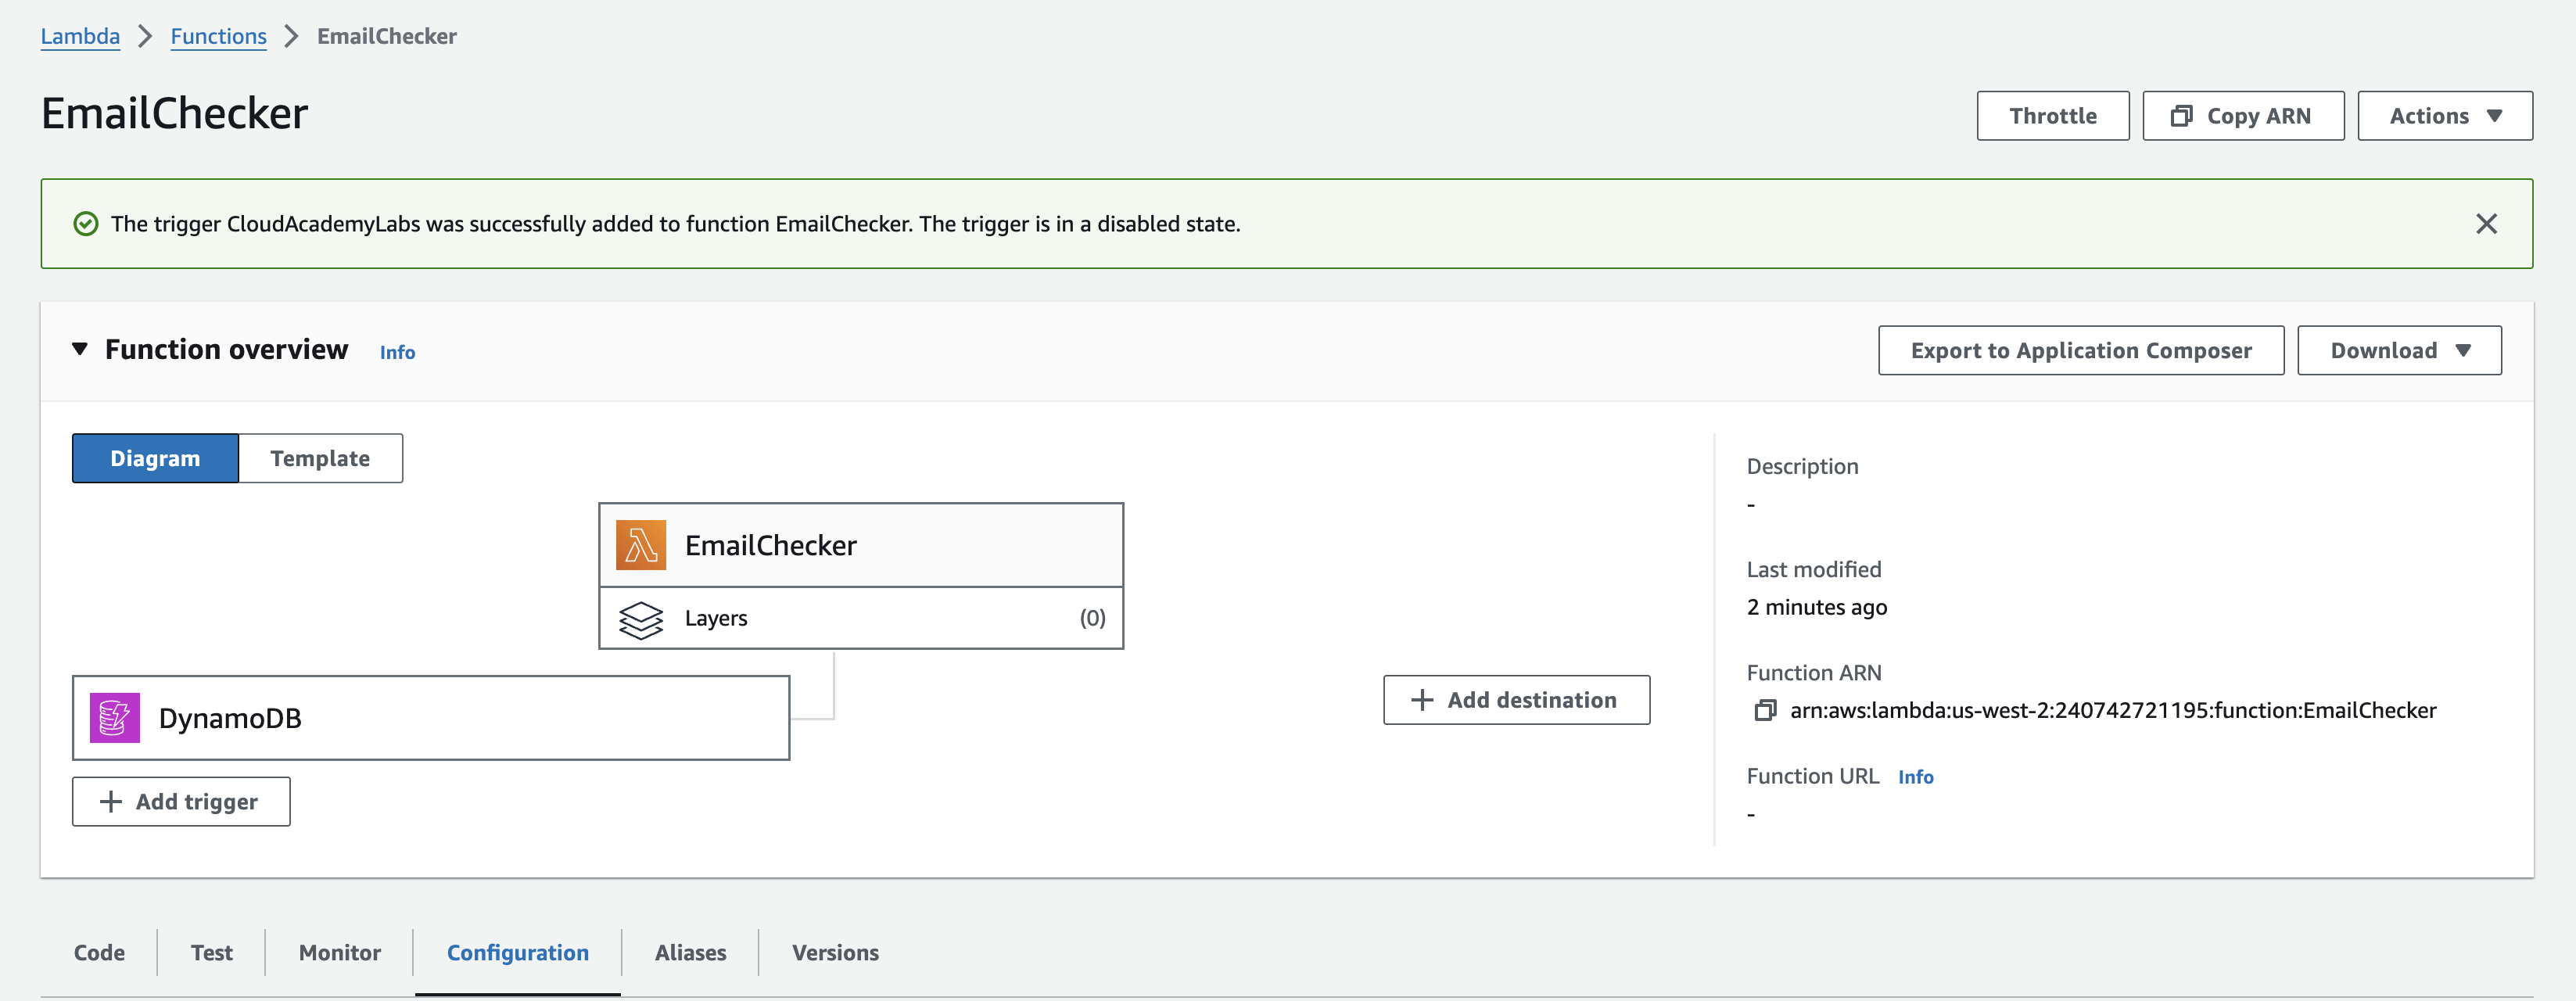 Lambda > Functions > EmailChecker
EmailChecker
Throttle
Copy ARN
Actions
The trigger CloudAcademyLabs was successfully added to function EmailChecker. The trigger is in a disabled state.
Function overview Info
Export to Application Composer
Download
Diagram
Template
EmailChecker
Layers (0)
DynamoDB
+ Add trigger
+ Add destination
Description
-
Last modified
2 minutes ago
Function ARN
arn:aws:lambda:us-west-2:240742721195:function:EmailChecker
Function URL Info
-
Code
Test
Monitor
Configuration
Aliases
Versions